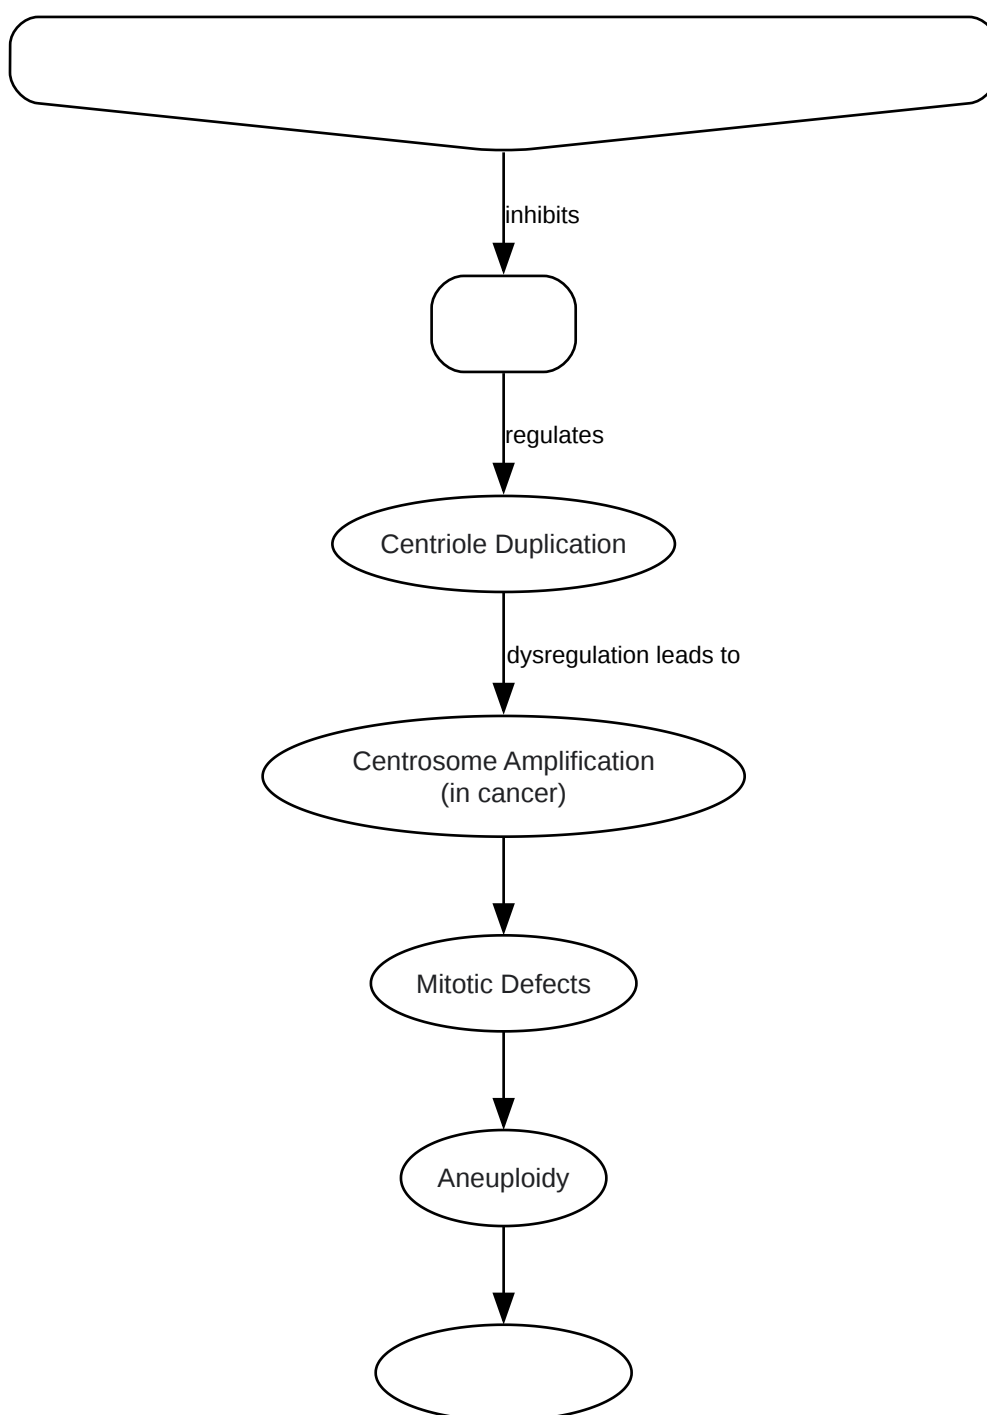 inhibits
regulates
Centriole Duplication
dysregulation leads to
Centrosome Amplification
(in cancer)
Mitotic Defects
Aneuploidy